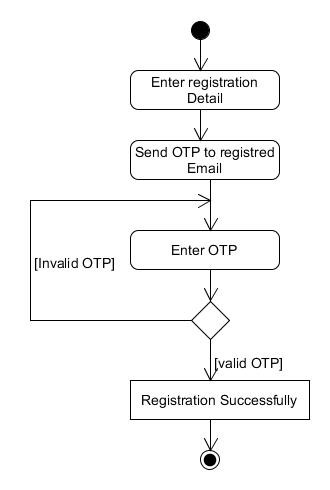 Enter registration
Detail
Send OTP to registred
Email
[Invalid OTP]
Enter OTP
[valid OTP]
Registration Successfully